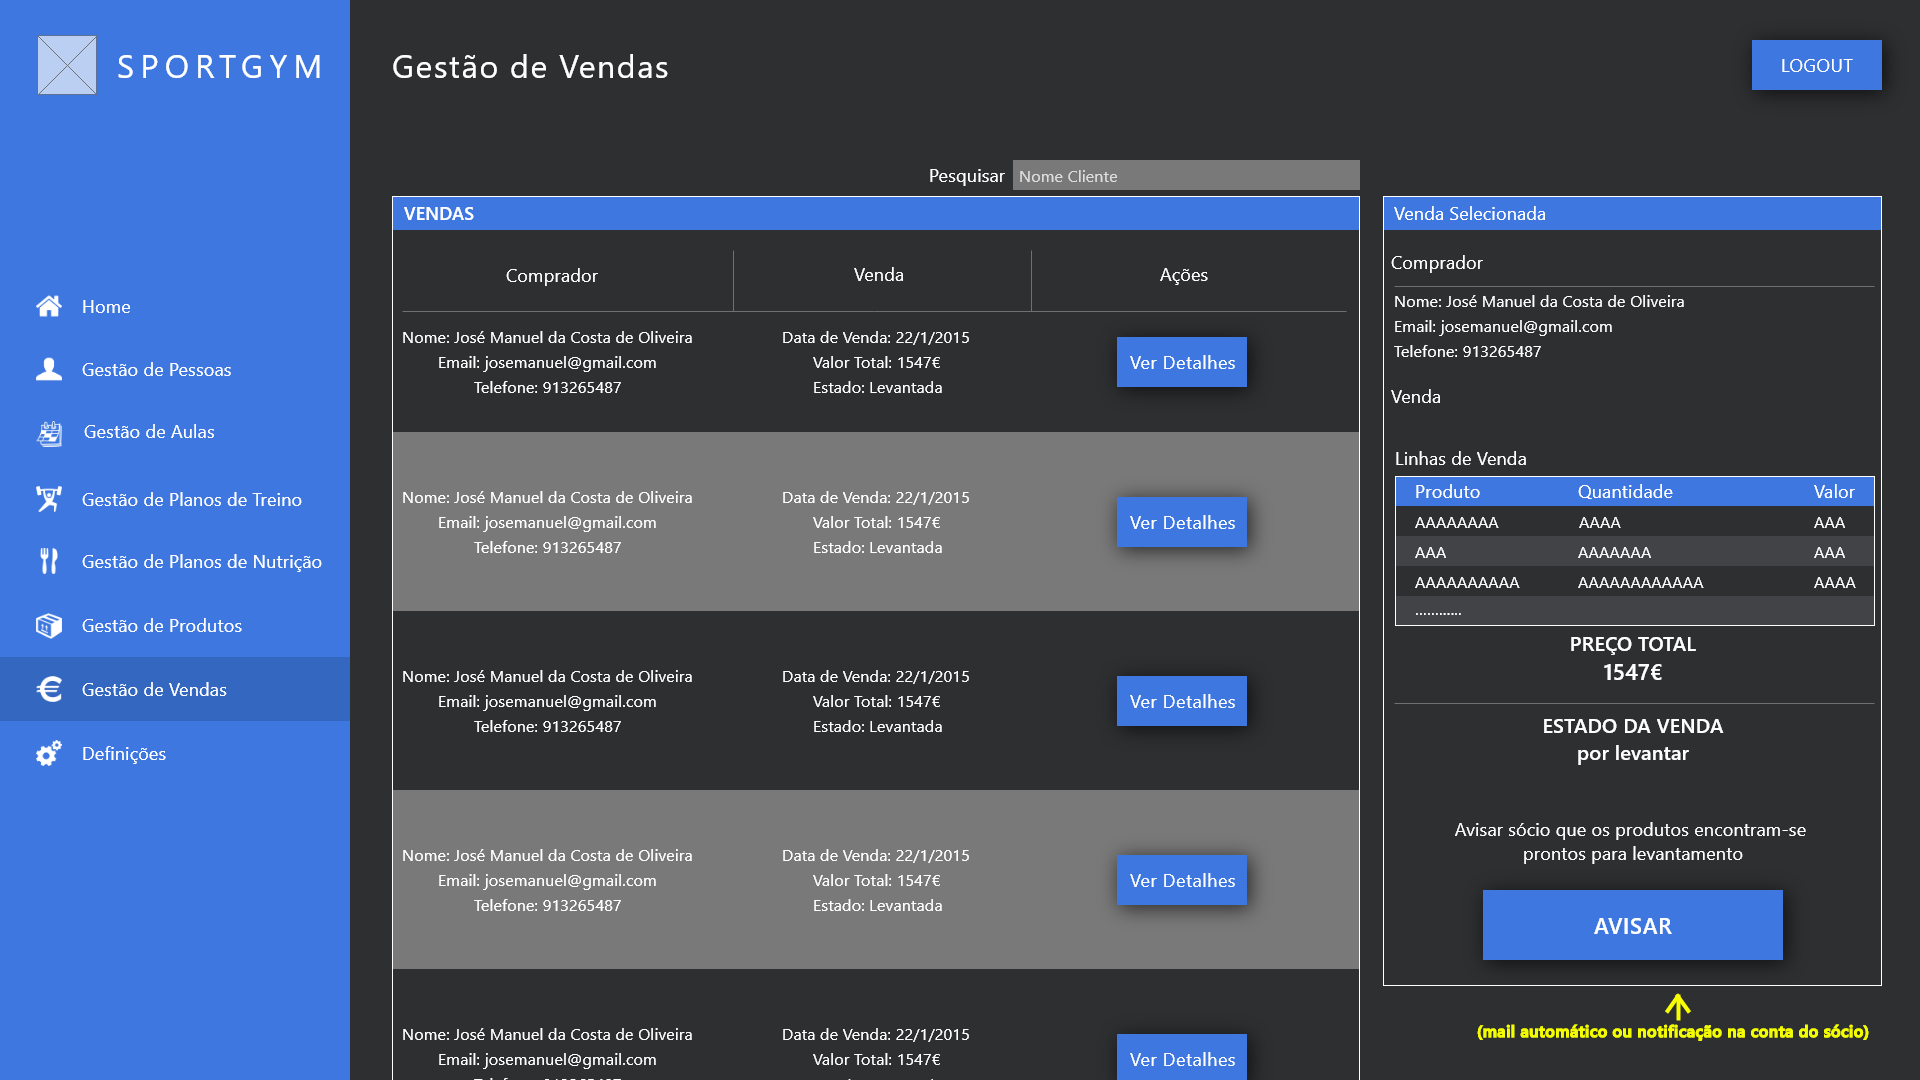 SPORTGYM
Home
Gestão de Pessoas
Gestão de Aulas
Gestão de Planos de Treino
Gestão de Planos de Nutrição
Gestão de Produtos
Gestão de Vendas
Definições
Gestão de Vendas
LOGOUT
Pesquisar Nome Cliente
VENDAS
Comprador Venda Ações
Nome: José Manuel da Costa de Oliveira Data de Venda: 22/1/2015
Email: josemanuel@gmail.com Valor Total: 1547€ Ver Detalhes
Telefone: 913265487 Estado: Levantada
Nome: José Manuel da Costa de Oliveira Data de Venda: 22/1/2015
Email: josemanuel@gmail.com Valor Total: 1547€ Ver Detalhes
Telefone: 913265487 Estado: Levantada
Nome: José Manuel da Costa de Oliveira Data de Venda: 22/1/2015
Email: josemanuel@gmail.com Valor Total: 1547€ Ver Detalhes
Telefone: 913265487 Estado: Levantada
Nome: José Manuel da Costa de Oliveira Data de Venda: 22/1/2015
Email: josemanuel@gmail.com Valor Total: 1547€ Ver Detalhes
Telefone: 913265487 Estado: Levantada
Nome: José Manuel da Costa de Oliveira Data de Venda: 22/1/2015
Email: josemanuel@gmail.com Valor Total: 1547€ Ver Detalhes
Venda Selecionada
Comprador
Nome: José Manuel da Costa de Oliveira
Email: josemanuel@gmail.com
Telefone: 913265487
Venda
Linhas de Venda
Produto Quantidade Valor
AAAAAAAA AAAA AAA
AAA AAAAAAA AAA
AAAAAAAAAA AAAAAAAAAAAA AAAA
............
PREÇO TOTAL
1547€
ESTADO DA VENDA
por levantar
Avisar sócio que os produtos encontram-se
prontos para levantamento
AVISAR
(mail automático ou notificação na conta do sócio)